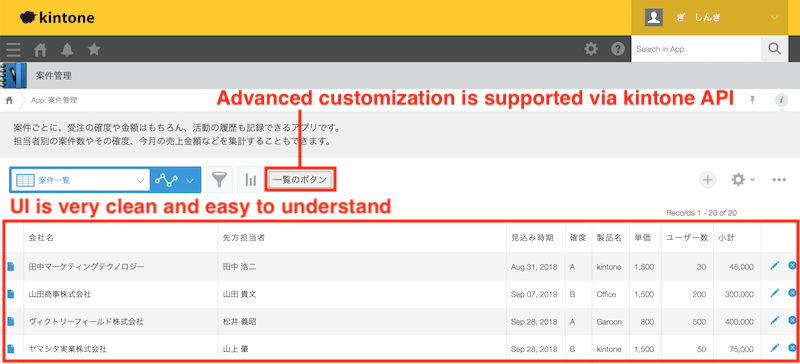 kintone
ぎ しんき
Search in App
案件管理
App: 案件管理
Advanced customization is supported via kintone API
案件ごとに、受注の確度や金額はもちろん、活動の履歴も記録できるアプリです。
担当者別の案件数やその確度、今月の売上金額などを集計することもできます。
案件一覧
一覧のボタン
UI is very clean and easy to understand
Records 1 - 20 of 20
会社名 先方担当者 見込み時期 確度 製品名 単価 ユーザー数 小計
田中マーケティングテクノロジー 田中 浩二 Aug 31, 2018 A kintone 1,500 30 45,000
山田商事株式会社 山田 貴文 Sep 07, 2018 B Office 1,500 200 300,000
ヴィクトリーフィールド株式会社 松井 義昭 Sep 28, 2018 A Garoon 800 500 400,000
ヤマシタ実業株式会社 山上 肇 Sep 28, 2018 B kintone 1,500 50 75,000